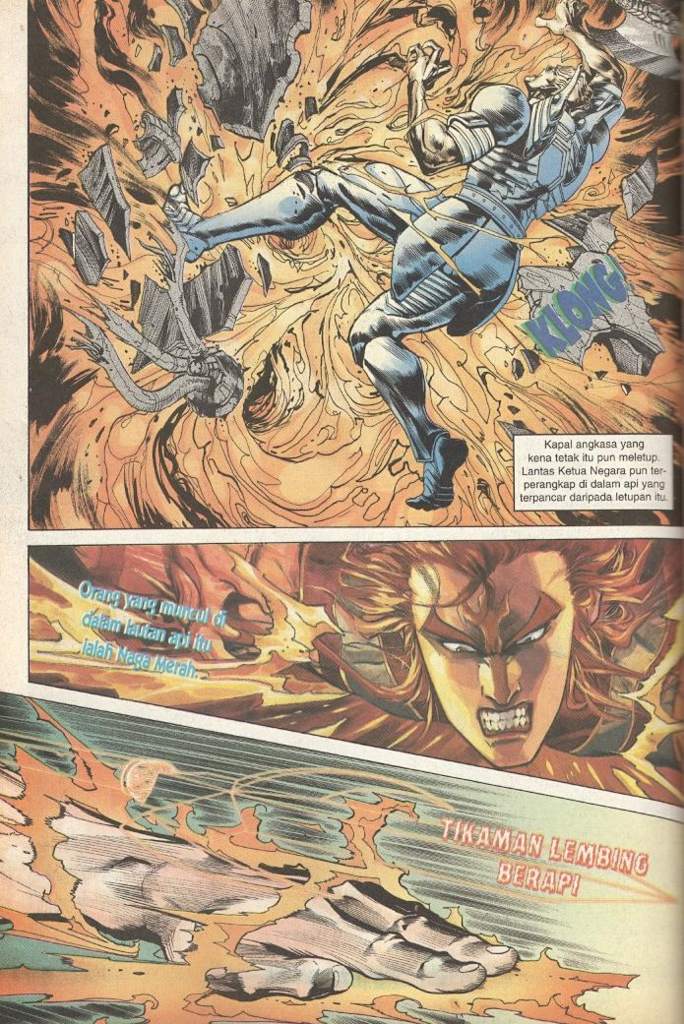 KLONG
Kapal angkasa yang
kena tetak itu pun meletup.
Lantas Ketua Negara pun ter-
perangkap di dalam api yang
terpancar daripada letupan itu.
Orang yang muncul di
dalam lautan api itu
ialah Naga Merah.
TIKAMAN LEMBING
BERAPI